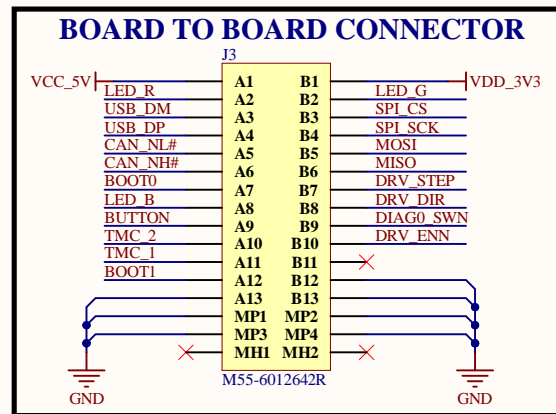 BOARD TO BOARD CONNECTOR
J3
VCC_5V A1 B1 VDD_3V3
LED_R A2 B2 LED_G
USB_DM A3 B3 SPI_CS
USB_DP A4 B4 SPI_SCK
CAN_NL# A5 B5 MOSI
CAN_NH# A6 B6 MISO
BOOT0 A7 B7 DRV_STEP
LED_B A8 B8 DRV_DIR
BUTTON A9 B9 DIAG0_SWN
TMC_2 A10 B10 DRV_ENN
TMC_1 A11 B11
BOOT1 A12 B12
A13 B13
MP1 MP2
MP3 MP4
MH1 MH2
M55-6012642R
GND GND